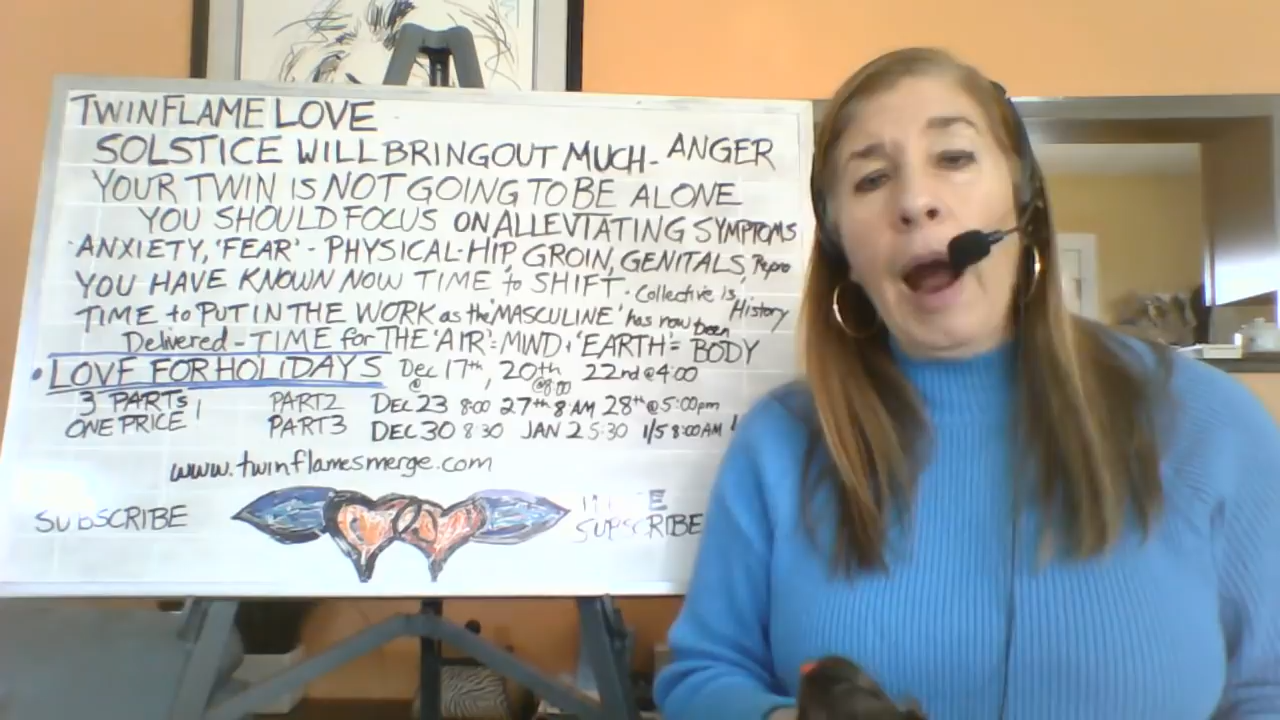 TWINFLAME LOVE
SOLSTICE WILL BRING OUT MUCH - ANGER
YOUR TWIN IS NOT GOING TO BE ALONE
YOU SHOULD FOCUS ON ALLEVIATING SYMPTOMS
ANXIETY, 'FEAR' - PHYSICAL - HIP, GROIN, GENITALS, Repro
YOU HAVE KNOWN NOW TIME to SHIFT. Collective is History
TIME to PUT IN THE WORK as the 'MASCULINE' has now been
Delivered - TIME for THE 'AIR' = MIND + 'EARTH' = BODY
• LOVE FOR HOLIDAYS Dec 17th @, 20th @8:00 22nd @ 4:00
3 PARTS PART2 DEC 23 8:00 27th 8:AM 28th @ 5:00pm
ONE PRICE PART3 DEC 30 8:30 JAN 2 5:30 1/5 8:00AM
www.twinflamesmerge.com
SUBSCRIBE
SUBSCRIBE